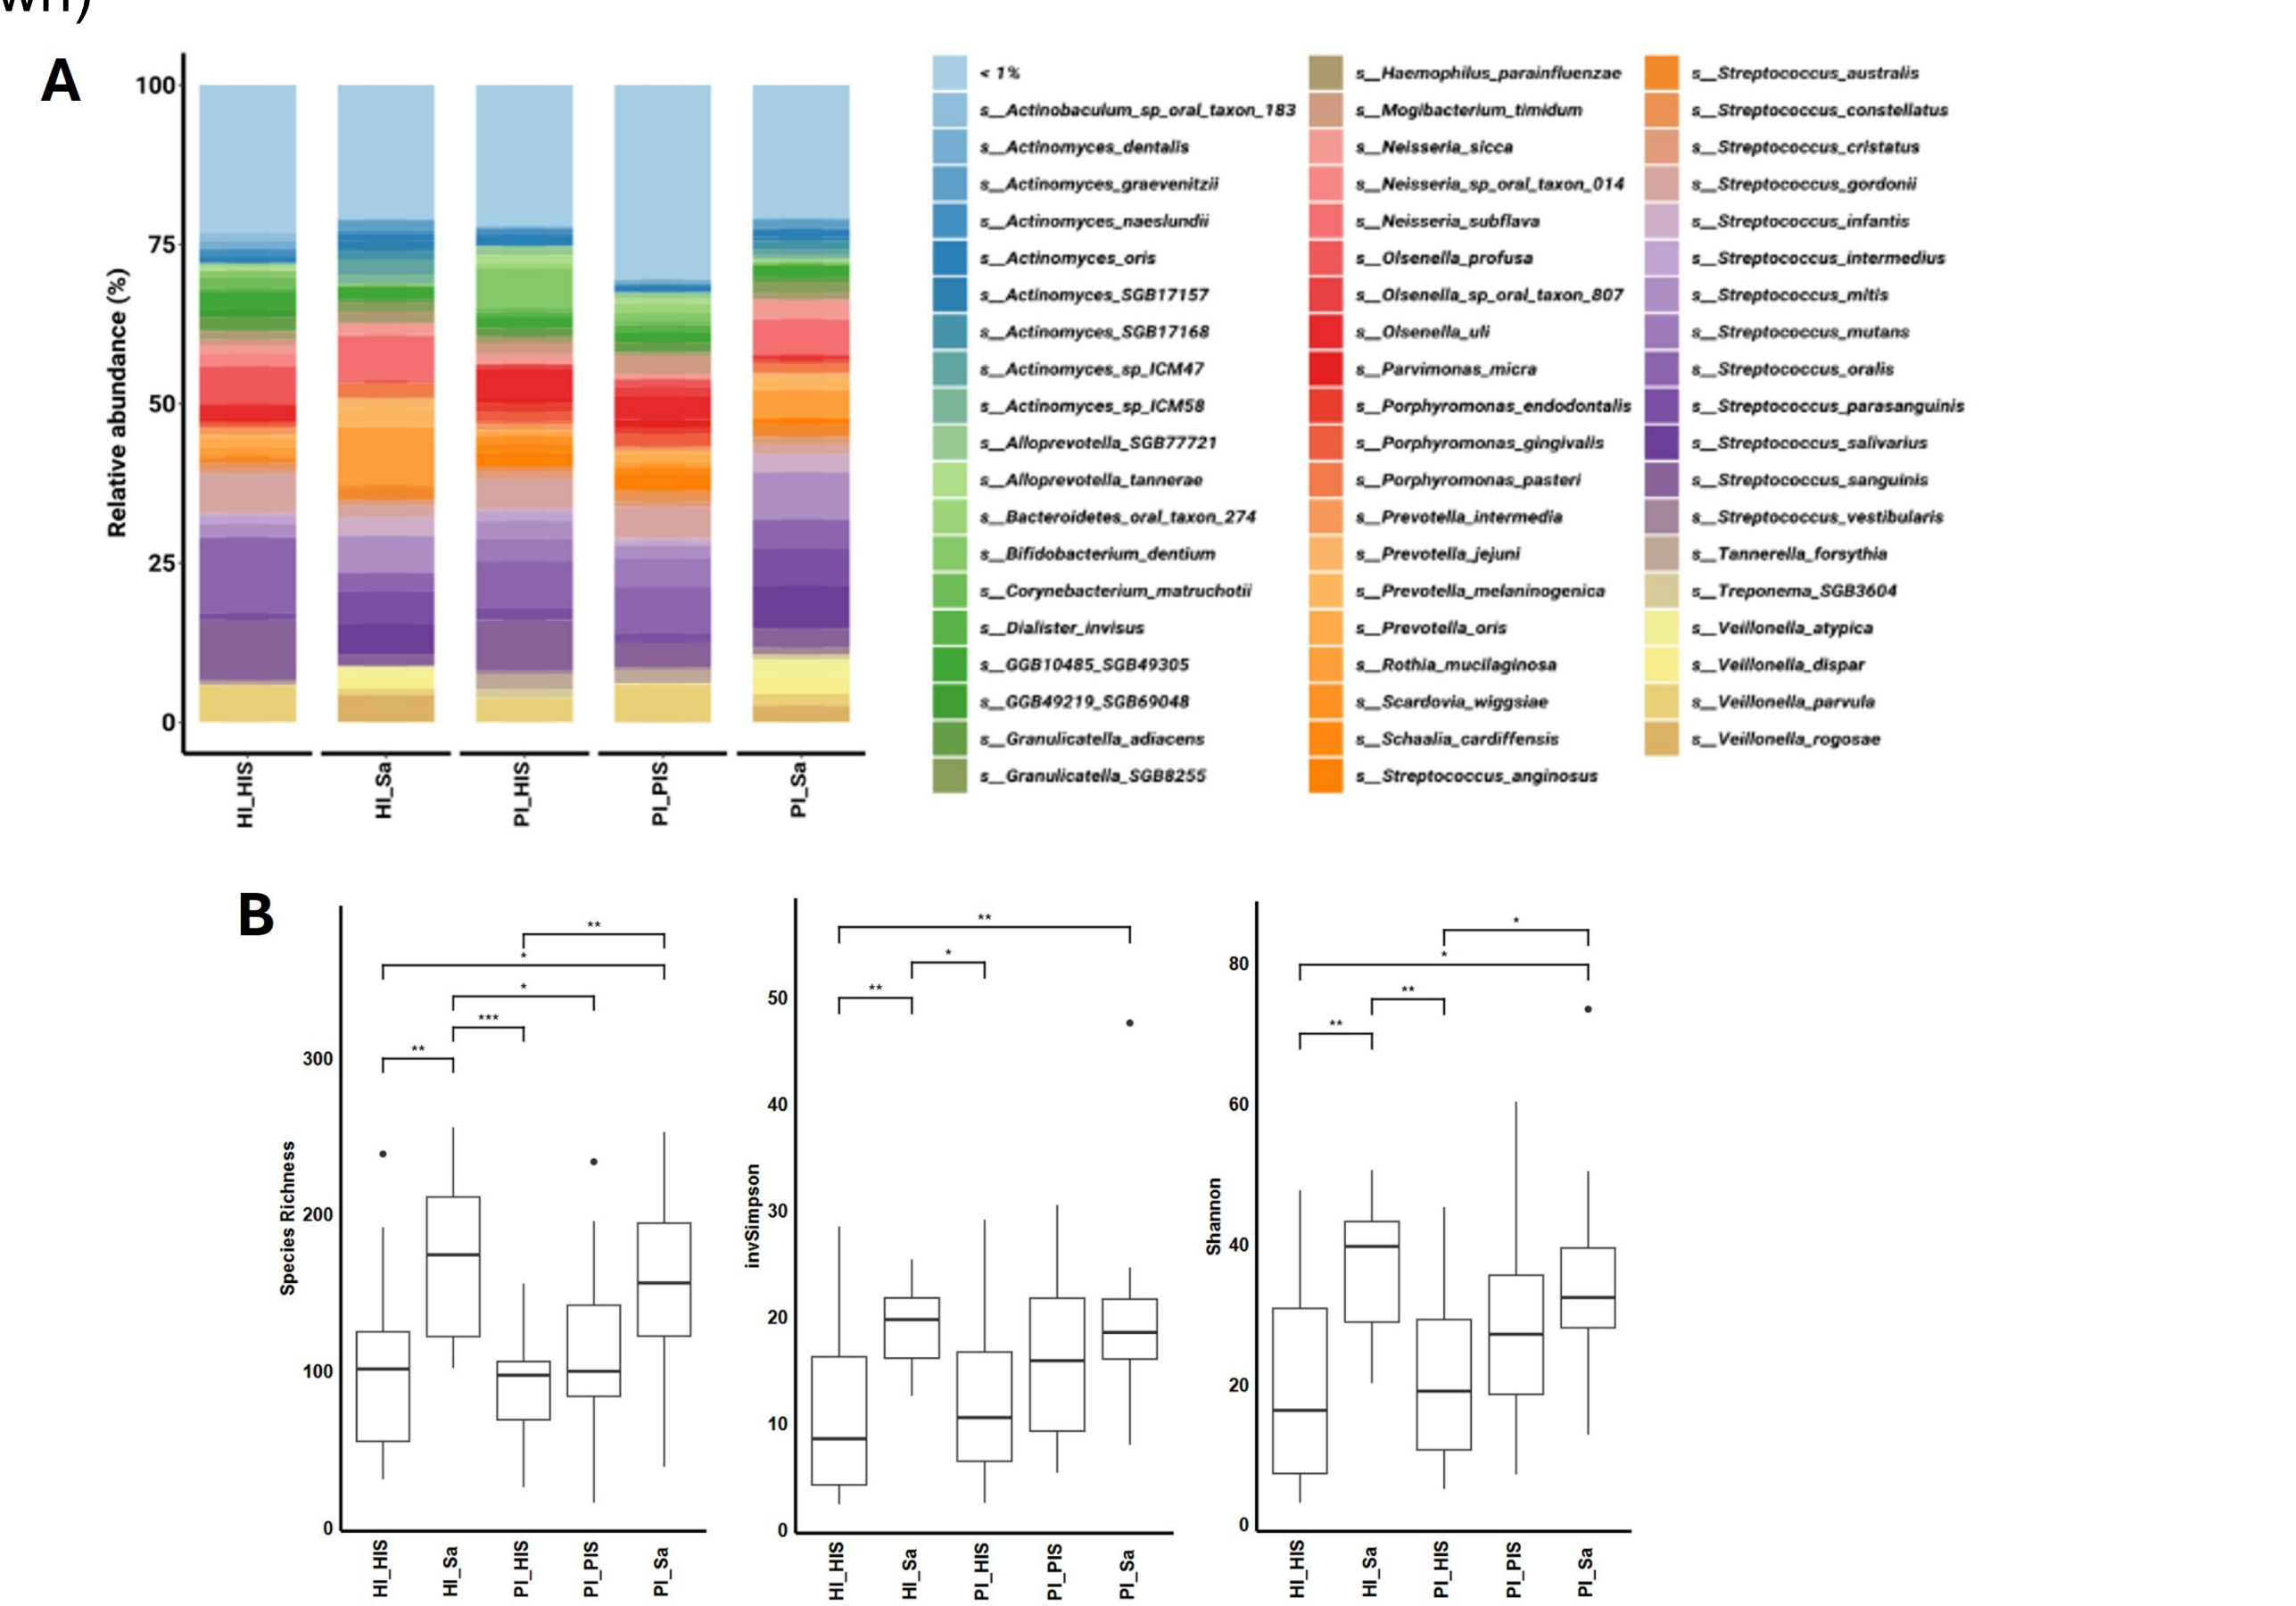 WH)
A
Relative abundance (%)
100
75
50
25
0
HI_HIS
HI_Sa
PI_HIS
PI_PIS
PI_Sa
< 1%
s__Actinobaculum_sp_oral_taxon_183
s__Actinomyces_dentalis
s__Actinomyces_graevenitzii
s__Actinomyces_naeslundii
s__Actinomyces_oris
s__Actinomyces_SGB17157
s__Actinomyces_SGB17168
s__Actinomyces_sp_ICM47
s__Actinomyces_sp_ICM58
s__Alloprevotella_SGB77721
s__Alloprevotella_tannerae
s__Bacteroidetes_oral_taxon_274
s__Bifidobacterium_dentium
s__Corynebacterium_matruchotii
s__Dialister_invisus
s__GGB10485_SGB49305
s__GGB49219_SGB69048
s__Granulicatella_adiacens
s__Granulicatella_SGB8255
s__Haemophilus_parainfluenzae
s__Mogibacterium_timidum
s__Neisseria_sicca
s__Neisseria_sp_oral_taxon_014
s__Neisseria_subflava
s__Olsenella_profusa
s__Olsenella_sp_oral_taxon_807
s__Olsenella_uli
s__Parvimonas_micra
s__Porphyromonas_endodontalis
s__Porphyromonas_gingivalis
s__Porphyromonas_pasteri
s__Prevotella_intermedia
s__Prevotella_jejuni
s__Prevotella_melaninogenica
s__Prevotella_oris
s__Rothia_mucilaginosa
s__Scardovia_wiggsiae
s__Schaalia_cardiffensis
s__Streptococcus_anginosus
s__Streptococcus_australis
s__Streptococcus_constellatus
s__Streptococcus_cristatus
s__Streptococcus_gordonii
s__Streptococcus_infantis
s__Streptococcus_intermedius
s__Streptococcus_mitis
s__Streptococcus_mutans
s__Streptococcus_oralis
s__Streptococcus_parasanguinis
s__Streptococcus_salivarius
s__Streptococcus_sanguinis
s__Streptococcus_vestibularis
s__Tannerella_forsythia
s__Treponema_SGB3604
s__Veillonella_atypica
s__Veillonella_dispar
s__Veillonella_parvula
s__Veillonella_rogosae
B
Species Richness
300
200
100
0
**
*
*
***
**
HI_HIS
HI_Sa
PI_HIS
PI_PIS
PI_Sa
invSimpson
50
40
30
20
10
0
**
*
**
HI_HIS
HI_Sa
PI_HIS
PI_PIS
PI_Sa
Shannon
80
60
40
20
0
*
*
**
**
HI_HIS
HI_Sa
PI_HIS
PI_PIS
PI_Sa